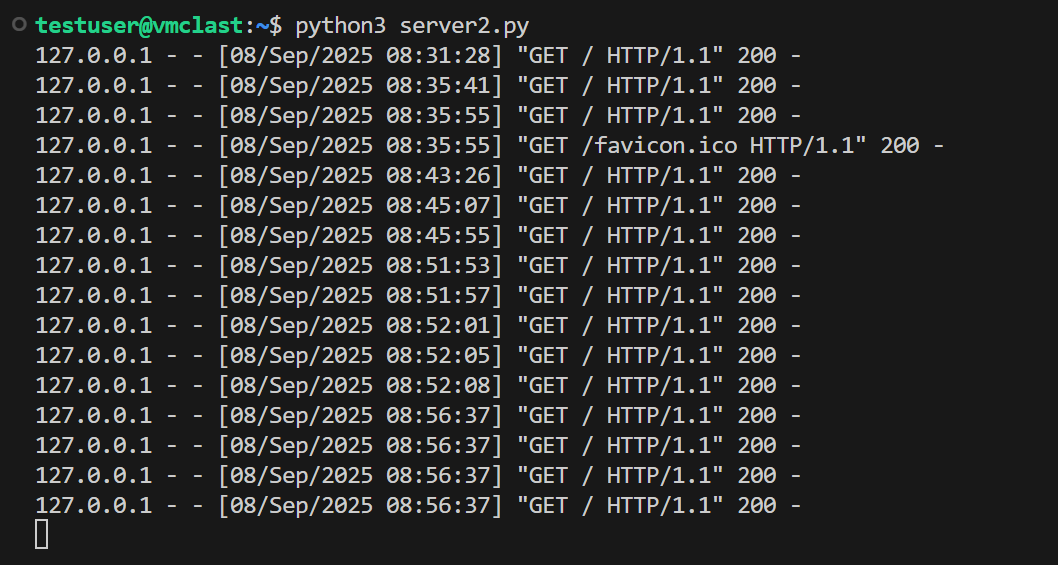 testuser@vmclast:~$ python3 server2.py
127.0.0.1 - - [08/Sep/2025 08:31:28] "GET / HTTP/1.1" 200 -
127.0.0.1 - - [08/Sep/2025 08:35:41] "GET / HTTP/1.1" 200 -
127.0.0.1 - - [08/Sep/2025 08:35:55] "GET / HTTP/1.1" 200 -
127.0.0.1 - - [08/Sep/2025 08:35:55] "GET /favicon.ico HTTP/1.1" 200 -
127.0.0.1 - - [08/Sep/2025 08:43:26] "GET / HTTP/1.1" 200 -
127.0.0.1 - - [08/Sep/2025 08:45:07] "GET / HTTP/1.1" 200 -
127.0.0.1 - - [08/Sep/2025 08:45:55] "GET / HTTP/1.1" 200 -
127.0.0.1 - - [08/Sep/2025 08:51:53] "GET / HTTP/1.1" 200 -
127.0.0.1 - - [08/Sep/2025 08:51:57] "GET / HTTP/1.1" 200 -
127.0.0.1 - - [08/Sep/2025 08:52:01] "GET / HTTP/1.1" 200 -
127.0.0.1 - - [08/Sep/2025 08:52:05] "GET / HTTP/1.1" 200 -
127.0.0.1 - - [08/Sep/2025 08:52:08] "GET / HTTP/1.1" 200 -
127.0.0.1 - - [08/Sep/2025 08:56:37] "GET / HTTP/1.1" 200 -
127.0.0.1 - - [08/Sep/2025 08:56:37] "GET / HTTP/1.1" 200 -
127.0.0.1 - - [08/Sep/2025 08:56:37] "GET / HTTP/1.1" 200 -
127.0.0.1 - - [08/Sep/2025 08:56:37] "GET / HTTP/1.1" 200 -